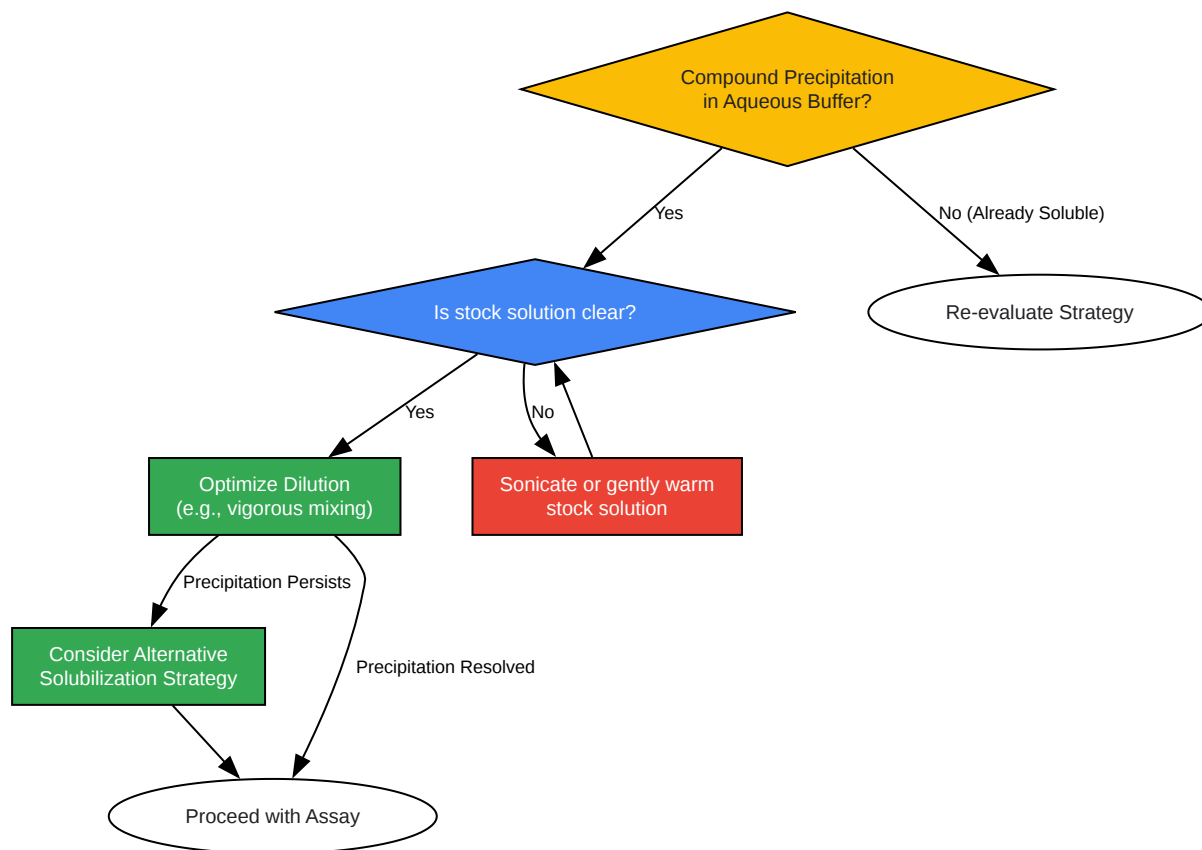 Compound Precipitation
in Aqueous Buffer?
Yes
No (Already Soluble)
Is stock solution clear?
Re-evaluate Strategy
Yes
No
Optimize Dilution
(e.g., vigorous mixing)
Sonicate or gently warm
stock solution
Precipitation Persists
Consider Alternative
Solubilization Strategy
Precipitation Resolved
Proceed with Assay